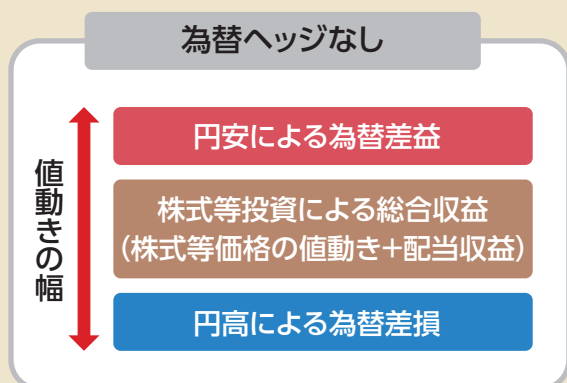 為替ヘッジなし
値動きの幅
円安による為替差益
株式等投資による総合収益
（株式等価格の値動き＋配当収益）
円高による為替差損